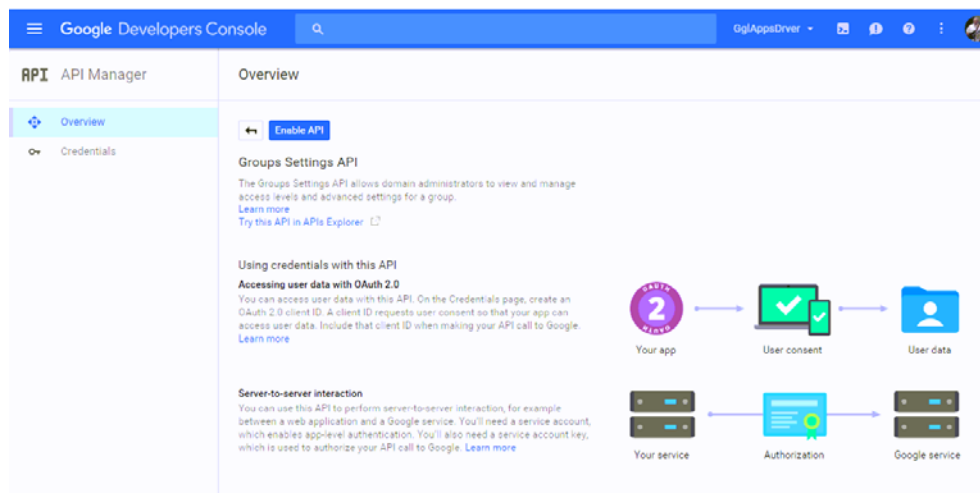 Google Developers Console
GglAppsDrver
API API Manager
Overview
Overview
Credentials
Enable API
Groups Settings API
The Groups Settings API allows domain administrators to view and manage
access levels and advanced settings for a group.
Learn more
Try this API in APIs Explorer
Using credentials with this API
Accessing user data with OAuth 2.0
You can access user data with this API. On the Credentials page, create an
OAuth 2.0 client ID. A client ID requests user consent so that your app can
access user data. Include that client ID when making your API call to Google.
Learn more
OAUTH
2
OAUTH
Your app
User consent
User data
Server-to-server interaction
You can use this API to perform server-to-server interaction, for example
between a web application and a Google service. You'll need a service account,
which enables app-level authentication. You'll also need a service account key,
which is used to authorize your API call to Google. Learn more
Your service
Authorization
Google service